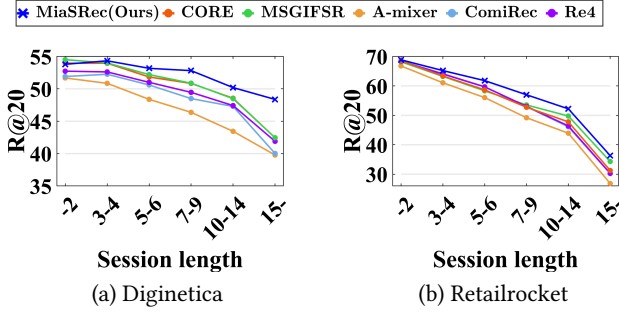 MiaSRec(Ours) CORE MSGIFSR A-mixer ComiRec Re4
R@20
55
50
45
40
35
-2 3-4 5-6 7-9 10-14 15-
Session length
(a) Diginetica
R@20
70
60
50
40
30
-2 3-4 5-6 7-9 10-14 15-
Session length
(b) Retailrocket